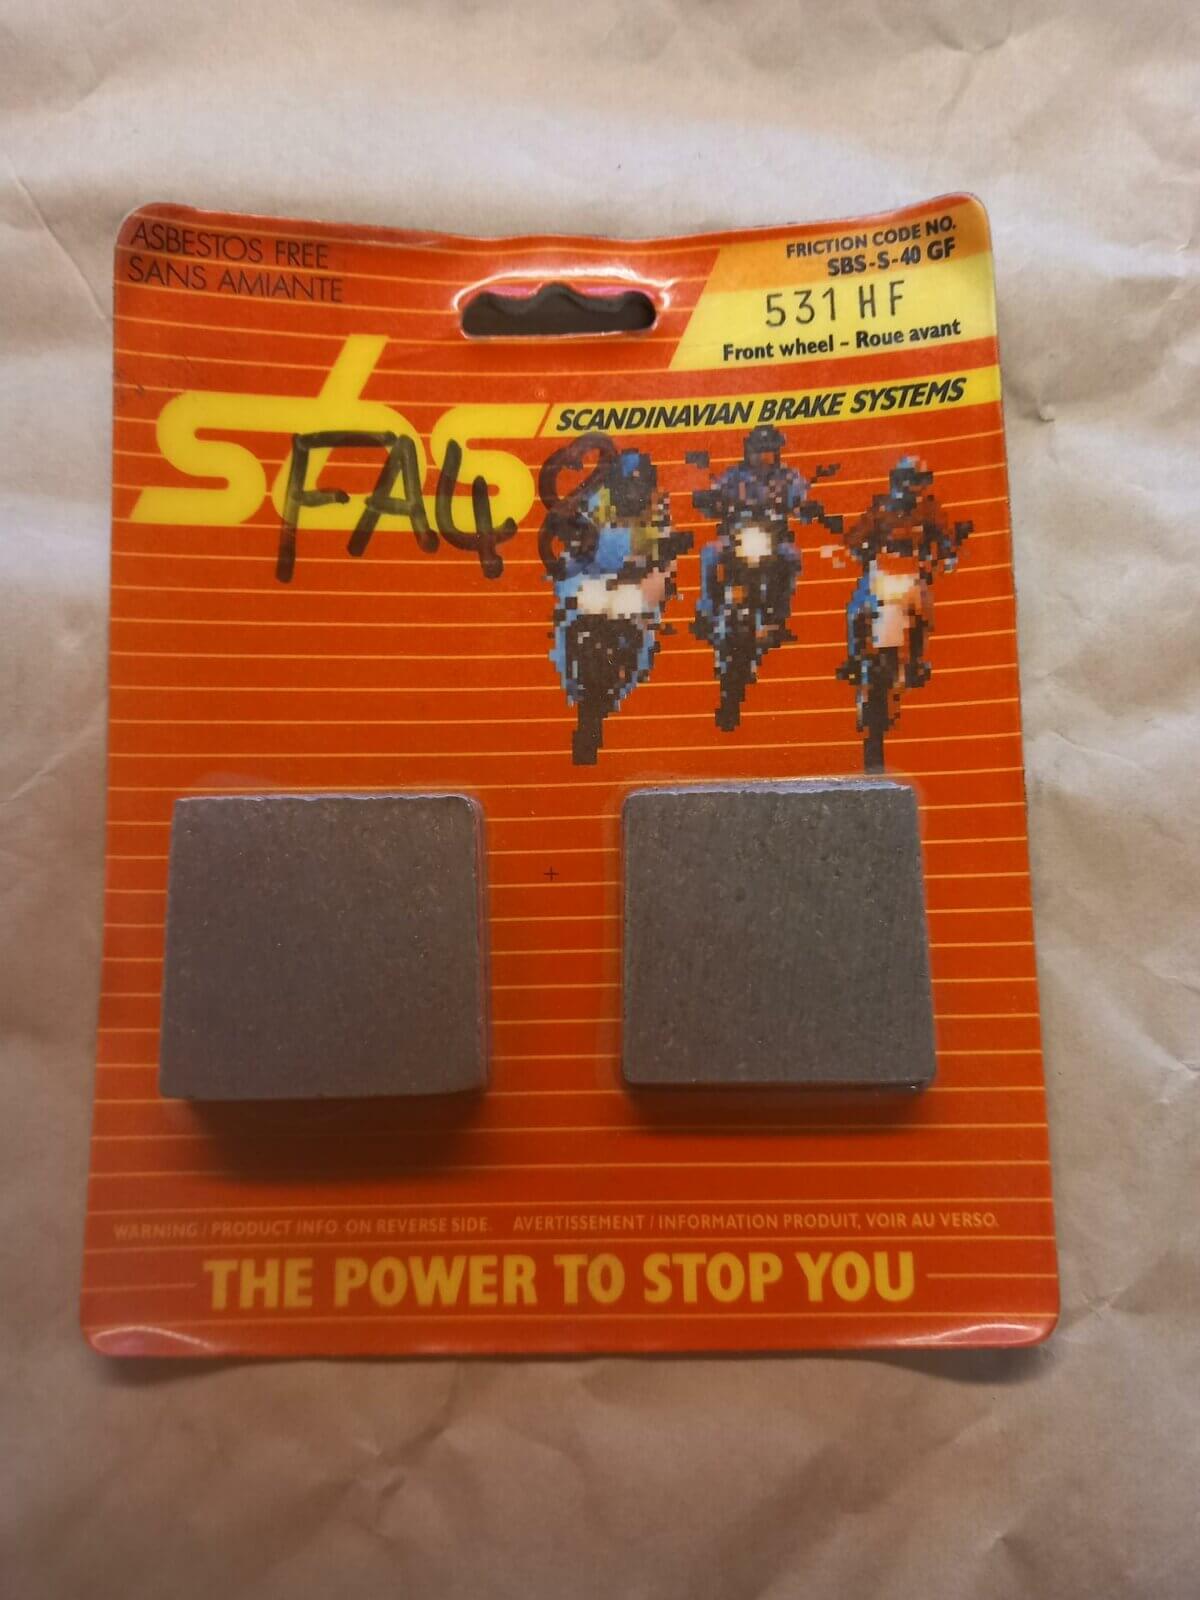 ASBESTOS FREE
SANS AMIANTE
FRICTION CODE NO.
SBS-S-40 GF
531 HF
Front wheel - Roue avant
sbs®
SCANDINAVIAN BRAKE SYSTEMS
FA48
WARNING / PRODUCT INFO. ON REVERSE SIDE. AVERTISSEMENT / INFORMATION PRODUIT, VOIR AU VERSO.
THE POWER TO STOP YOU